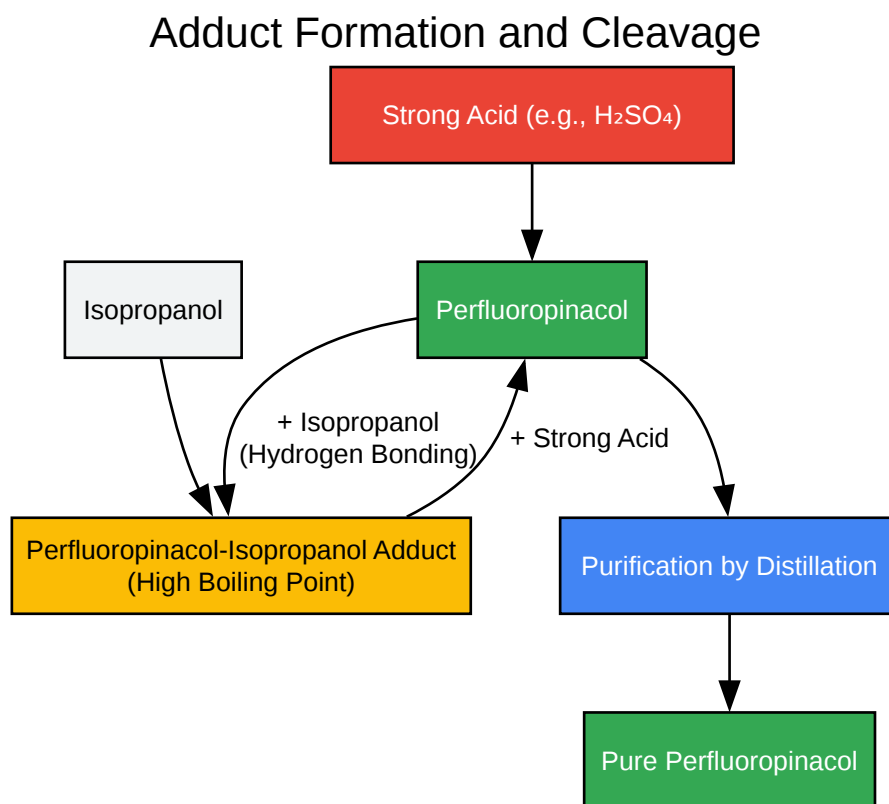 Adduct Formation and Cleavage
Strong Acid (e.g., H₂SO₄)
Isopropanol
Perfluoropinacol
+ Isopropanol
(Hydrogen Bonding)
+ Strong Acid
Perfluoropinacol-Isopropanol Adduct
(High Boiling Point)
Purification by Distillation
Pure Perfluoropinacol